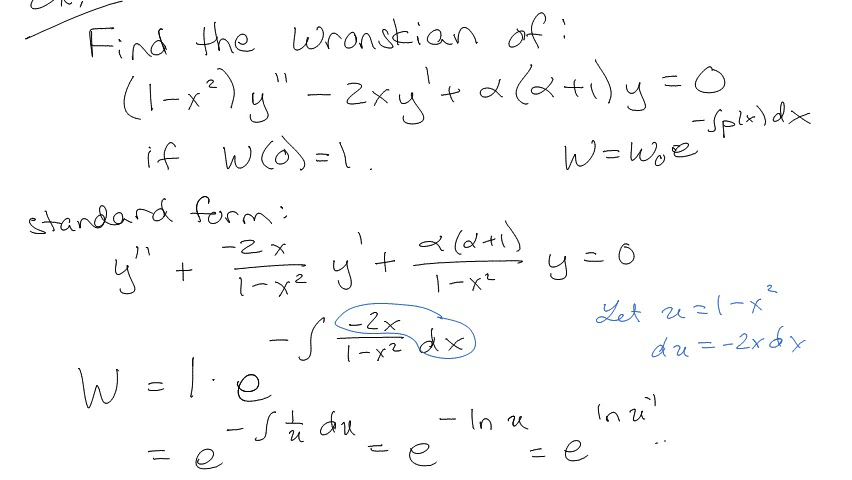 Find the Wronskian of:
(1-x²) y" - 2xy' + α(α+1) y = 0
if W(0)=1. W = W₀e^(-∫p(x)dx)
standard form:
y" + (-2x)/(1-x²) y' + α(α+1)/(1-x²) y = 0
Let u = 1-x²
du = -2x dx
W = 1 · e^(-∫ (-2x)/(1-x²) dx)
= e^(-∫ 1/u du) = e^(-ln u) = e^(ln u⁻¹)